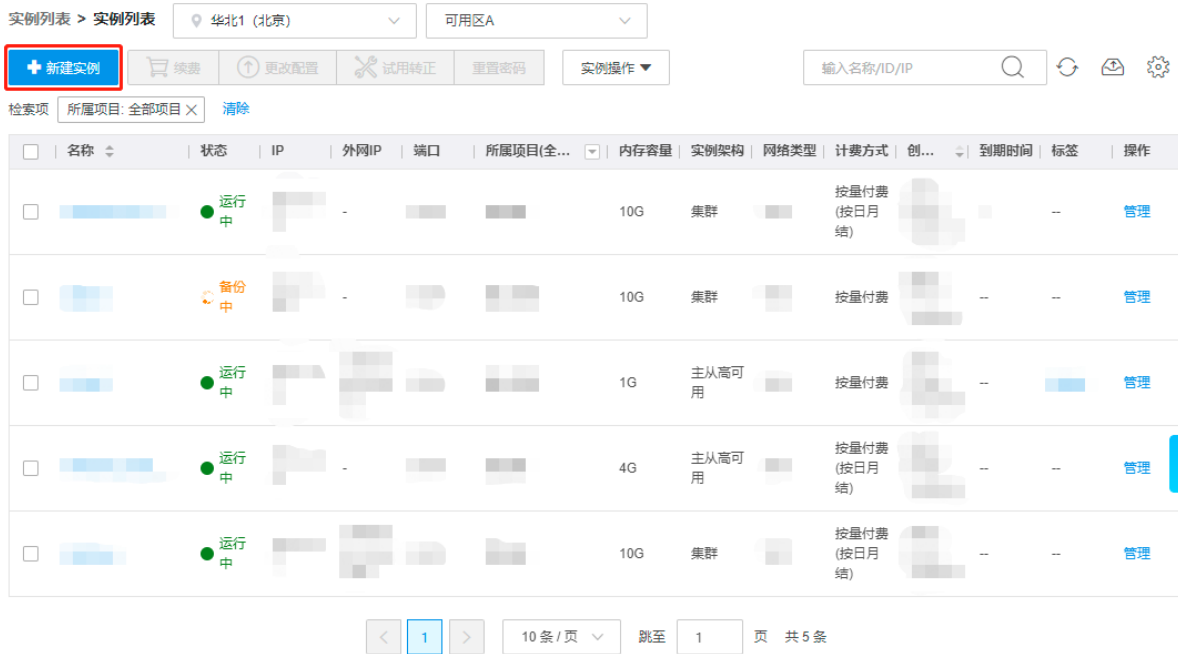 实例列表 > 实例列表 华北1（北京） 可用区A
新建实例 续费 更改配置 试用转正 重置密码 实例操作 输入名称/ID/IP
检索项 所属项目: 全部项目 清除
名称 状态 IP 外网IP 端口 所属项目(全... 内存容量 实例架构 网络类型 计费方式 创... 到期时间 标签 操作
运行中 - 10G 集群 按量付费(按日月结) -- 管理
备份中 - 10G 集群 按量付费 -- -- 管理
运行中 1G 主从高可用 按量付费 -- 管理
运行中 - 4G 主从高可用 按量付费(按日月结) -- -- 管理
运行中 10G 集群 按量付费(按日月结) -- -- 管理
< 1 > 10 条 / 页 跳至 1 页 共 5 条